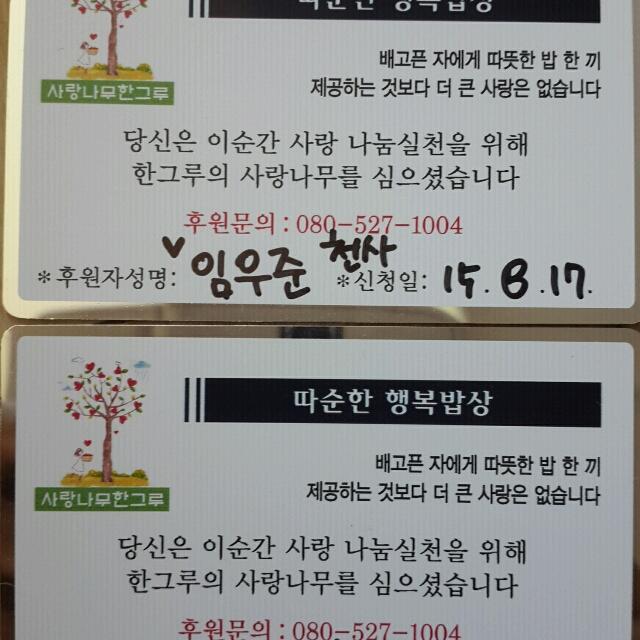 따순한 행복밥상
배고픈 자에게 따뜻한 밥 한 끼
제공하는 것보다 더 큰 사랑은 없습니다
사랑나무한그루
당신은 이순간 사랑 나눔실천을 위해
한그루의 사랑나무를 심으셨습니다
후원문의 : 080-527-1004
*후원자성명: ♥임우준 천사 *신청일: 15. 8. 17.
따순한 행복밥상
배고픈 자에게 따뜻한 밥 한 끼
제공하는 것보다 더 큰 사랑은 없습니다
사랑나무한그루
당신은 이순간 사랑 나눔실천을 위해
한그루의 사랑나무를 심으셨습니다
후원문의 : 080-527-1004